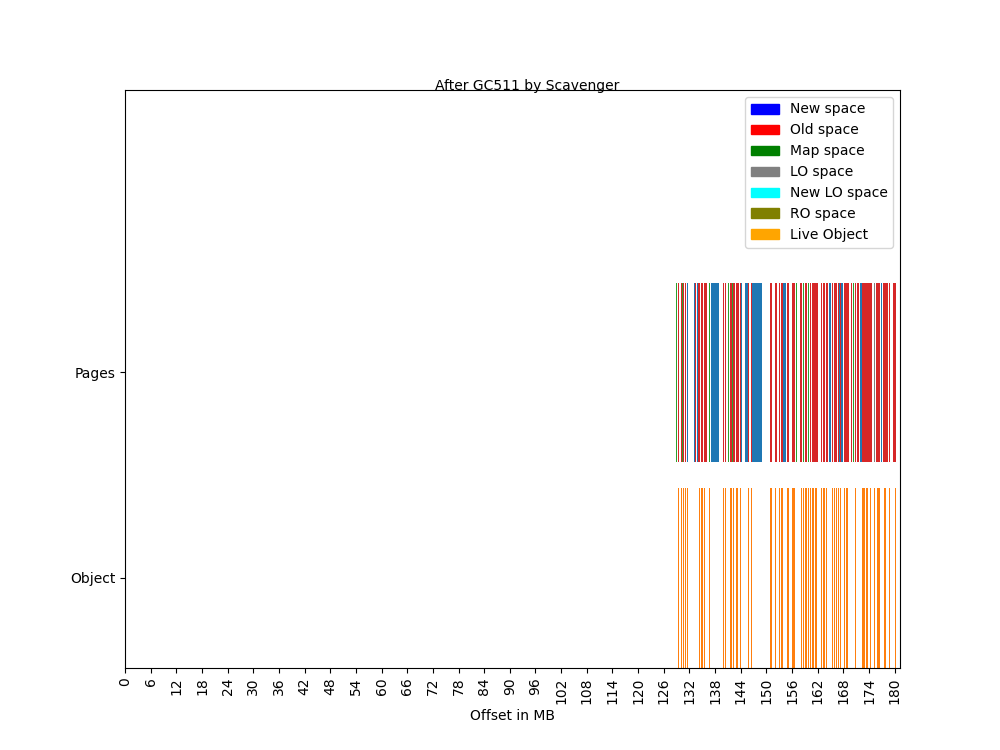 After GC511 by Scavenger
New space
Old space
Map space
LO space
New LO space
RO space
Live Object
Pages
Object
0 6 12 18 24 30 36 42 48 54 60 66 72 78 84 90 96 102 108 114 120 126 132 138 144 150 156 162 168 174 180
Offset in MB